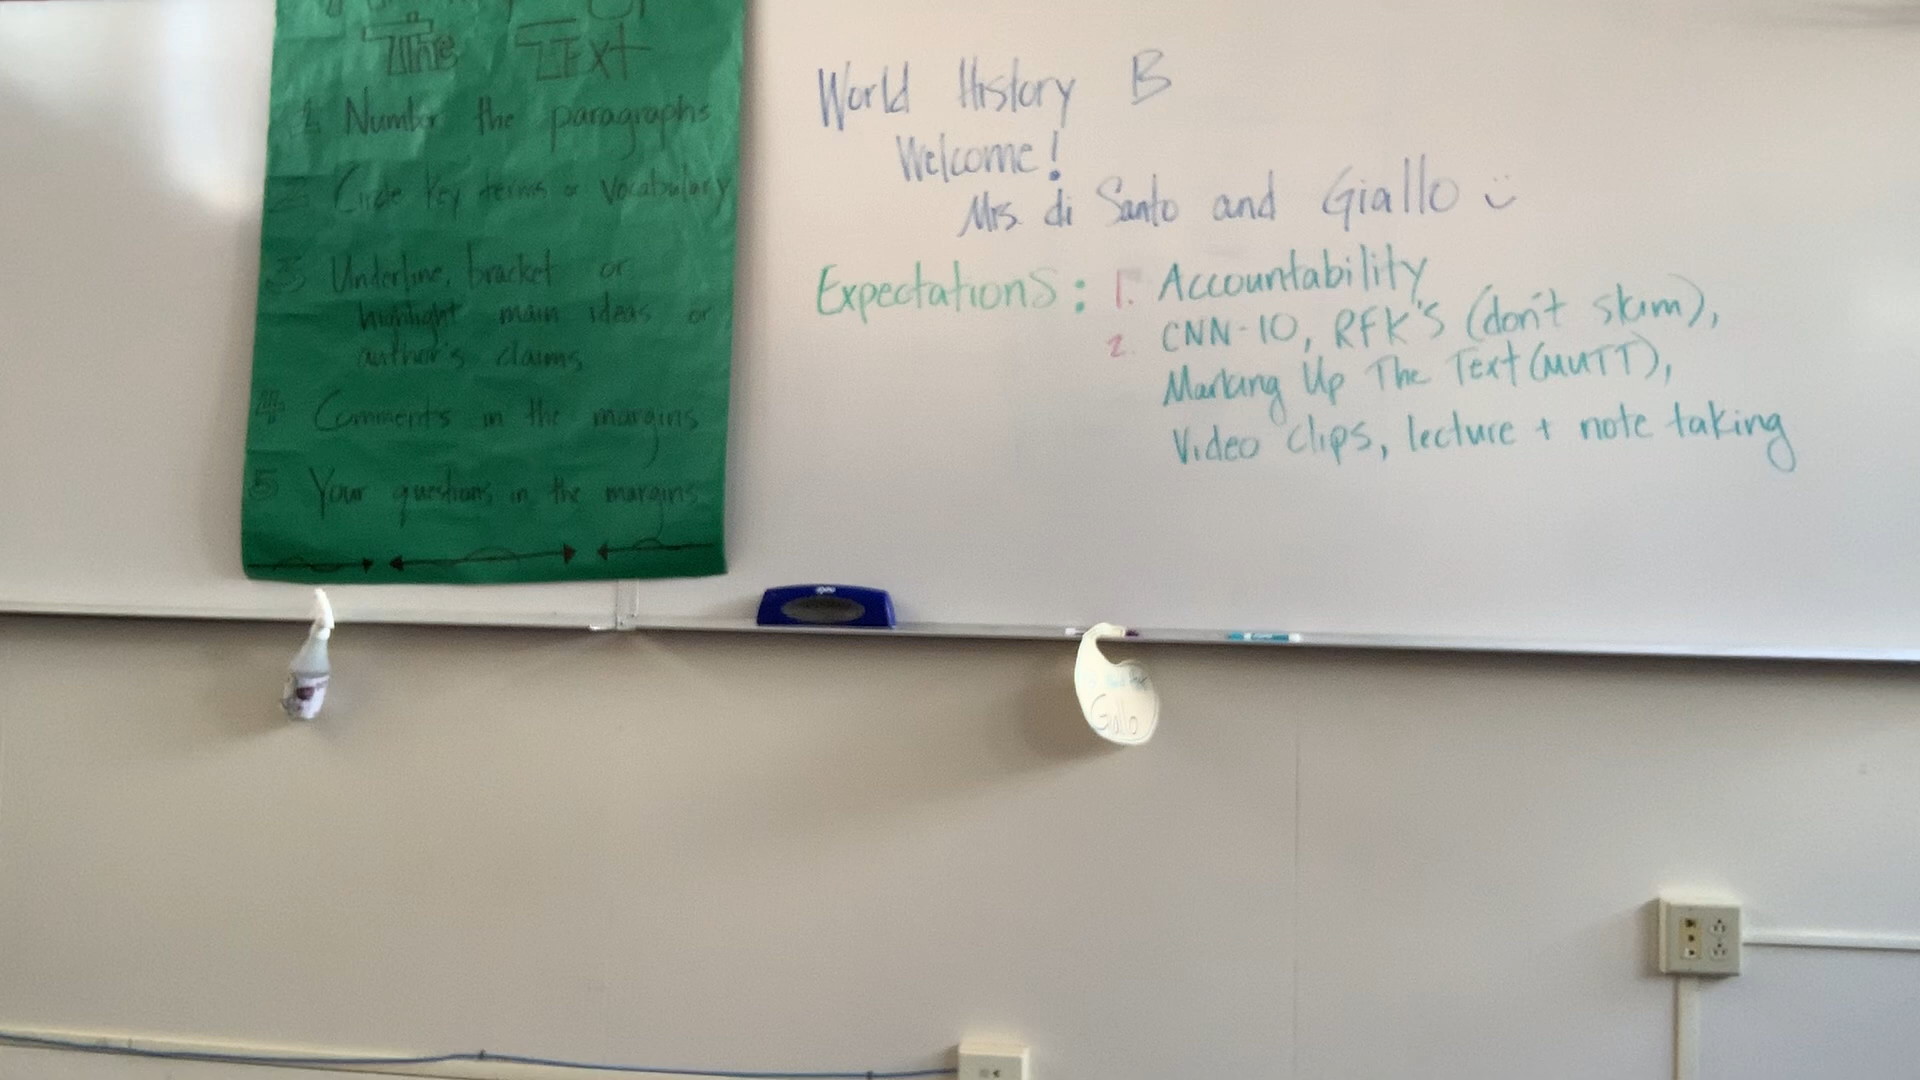 The Text
1 Number the paragraphs
2 Circle key terms or vocabulary
3 Underline, bracket or
highlight main ideas or
author's claims
4 Comments in the margins
5 Your questions in the margins
World History B
Welcome!
Mrs. di Santo and Giallo
Expectations: 1. Accountability
2. CNN-10, RFK's (don't skim),
Marking Up The Text (MUTT),
Video clips, lecture + note taking
expo
Giallo